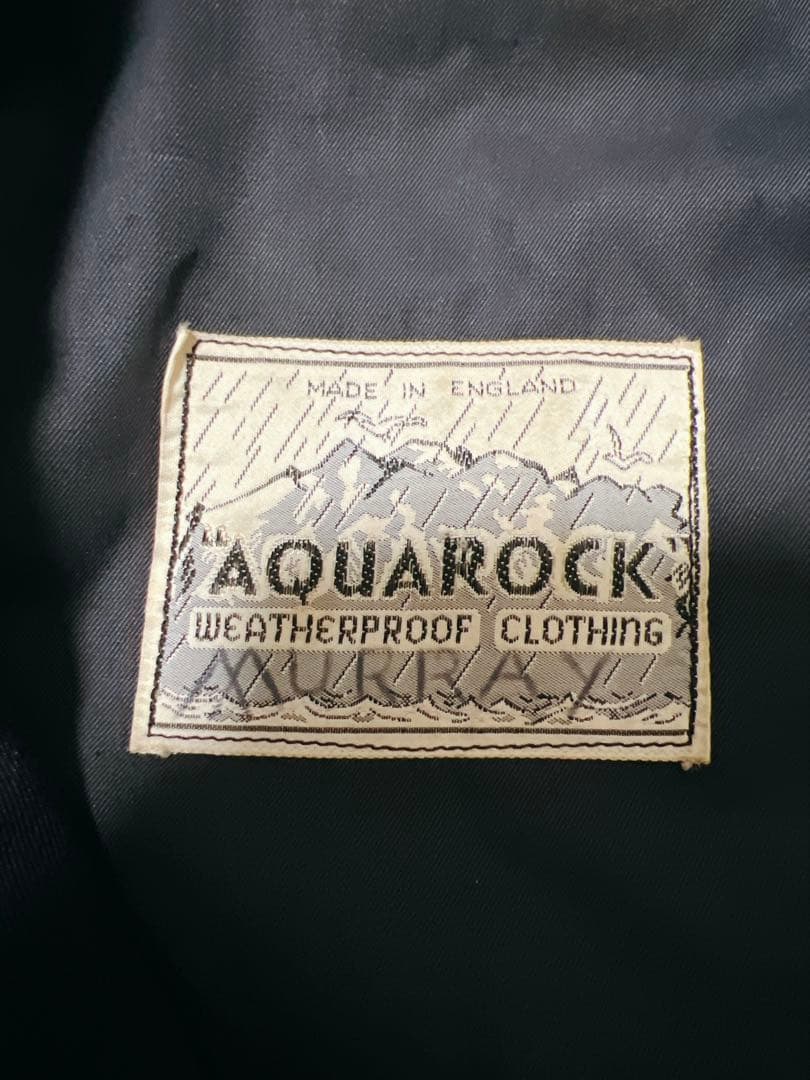 MADE IN ENGLAND
"AQUAROCK"
WEATHERPROOF CLOTHING
MURRAY